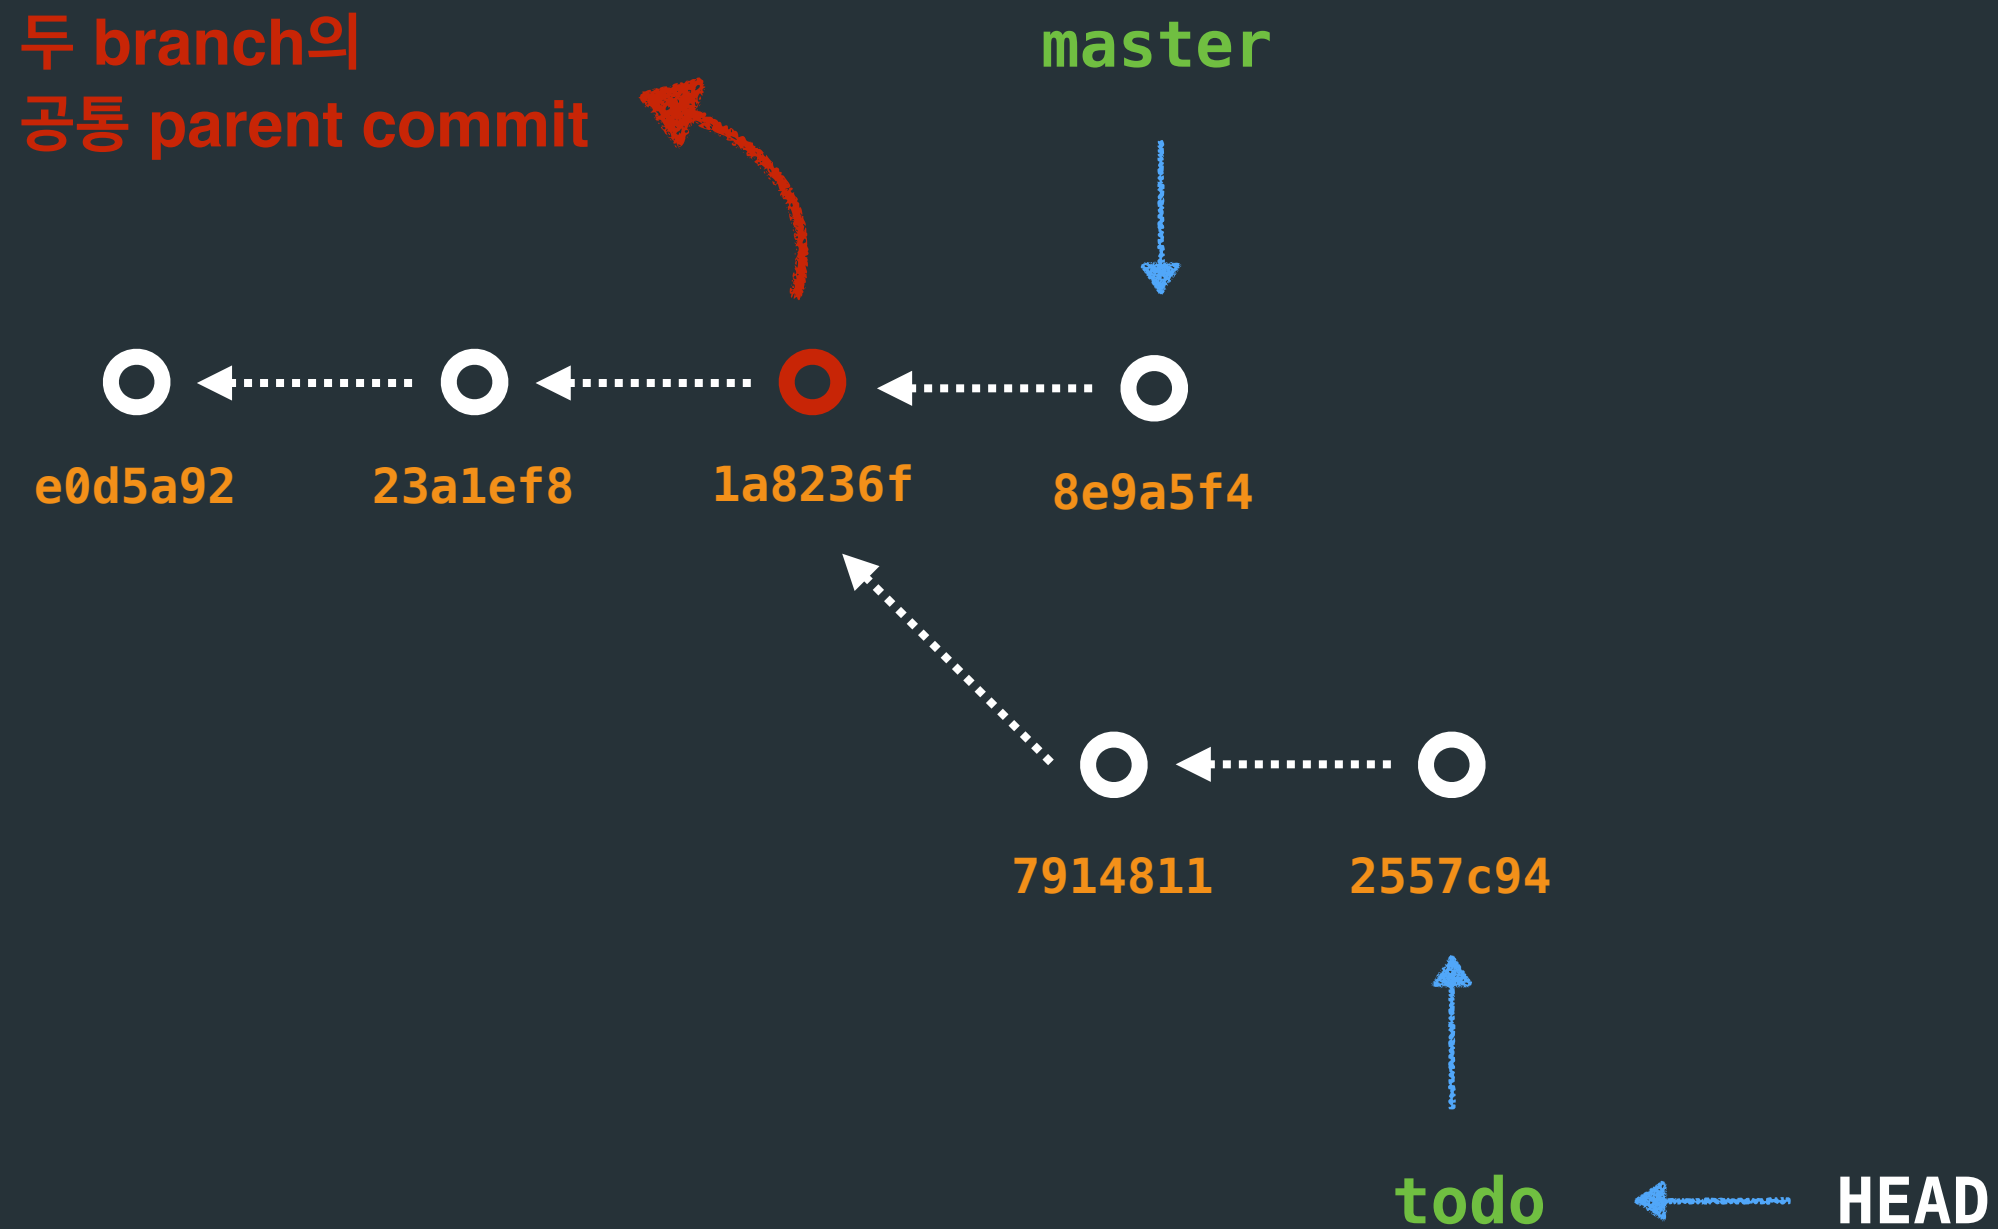 두 branch의
공통 parent commit
master
e0d5a92
23a1ef8
1a8236f
8e9a5f4
7914811
2557c94
todo
HEAD